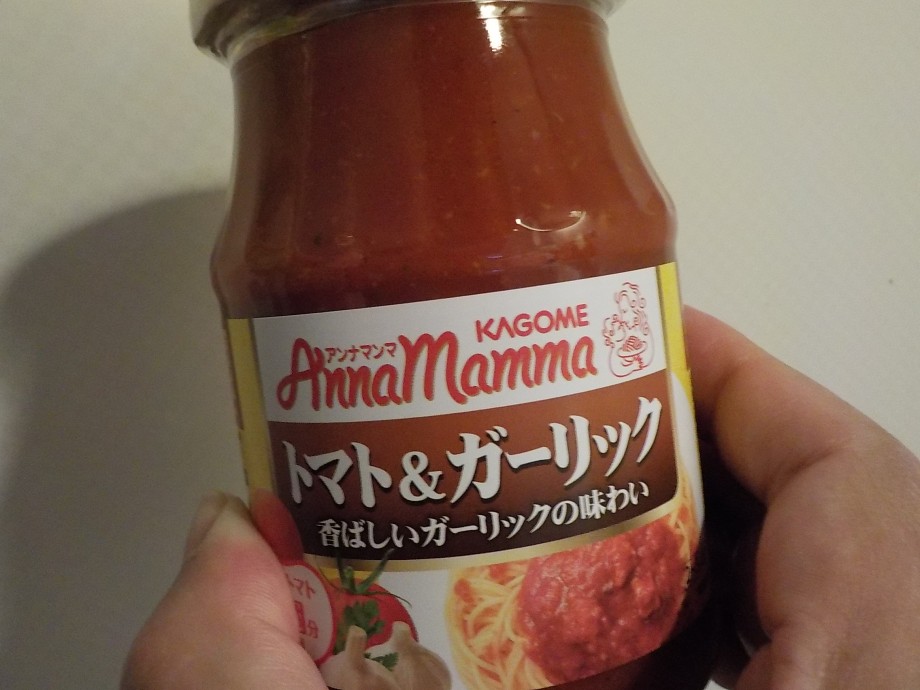 KAGOME
アンナマンマ
AnnaMamma
トマト&ガーリック
香ばしいガーリックの味わい
トマト
分